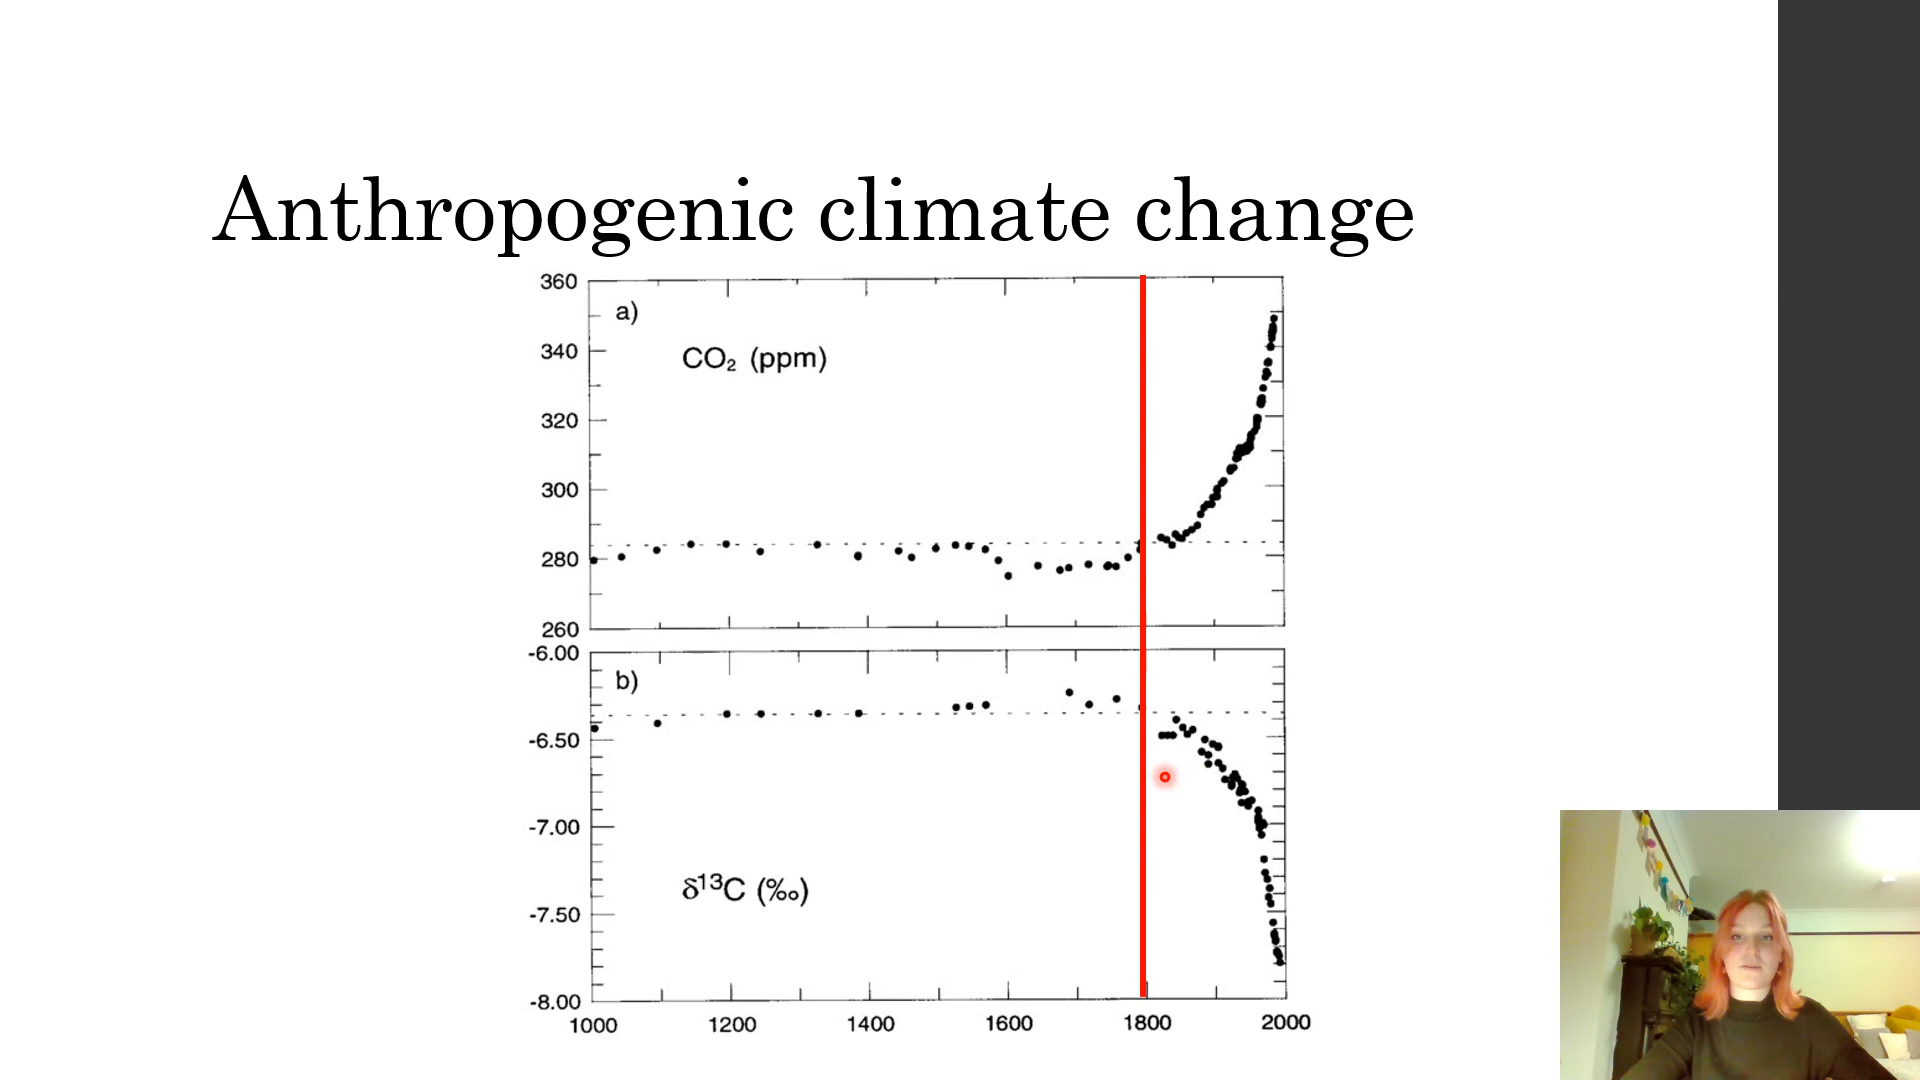 Anthropogenic climate change
360
a)
CO₂ (ppm)
340
320
300
280
260
-6.00
b)
-6.50
-7.00
δ¹³C (‰)
-7.50
-8.00
1000 1200 1400 1600 1800 2000